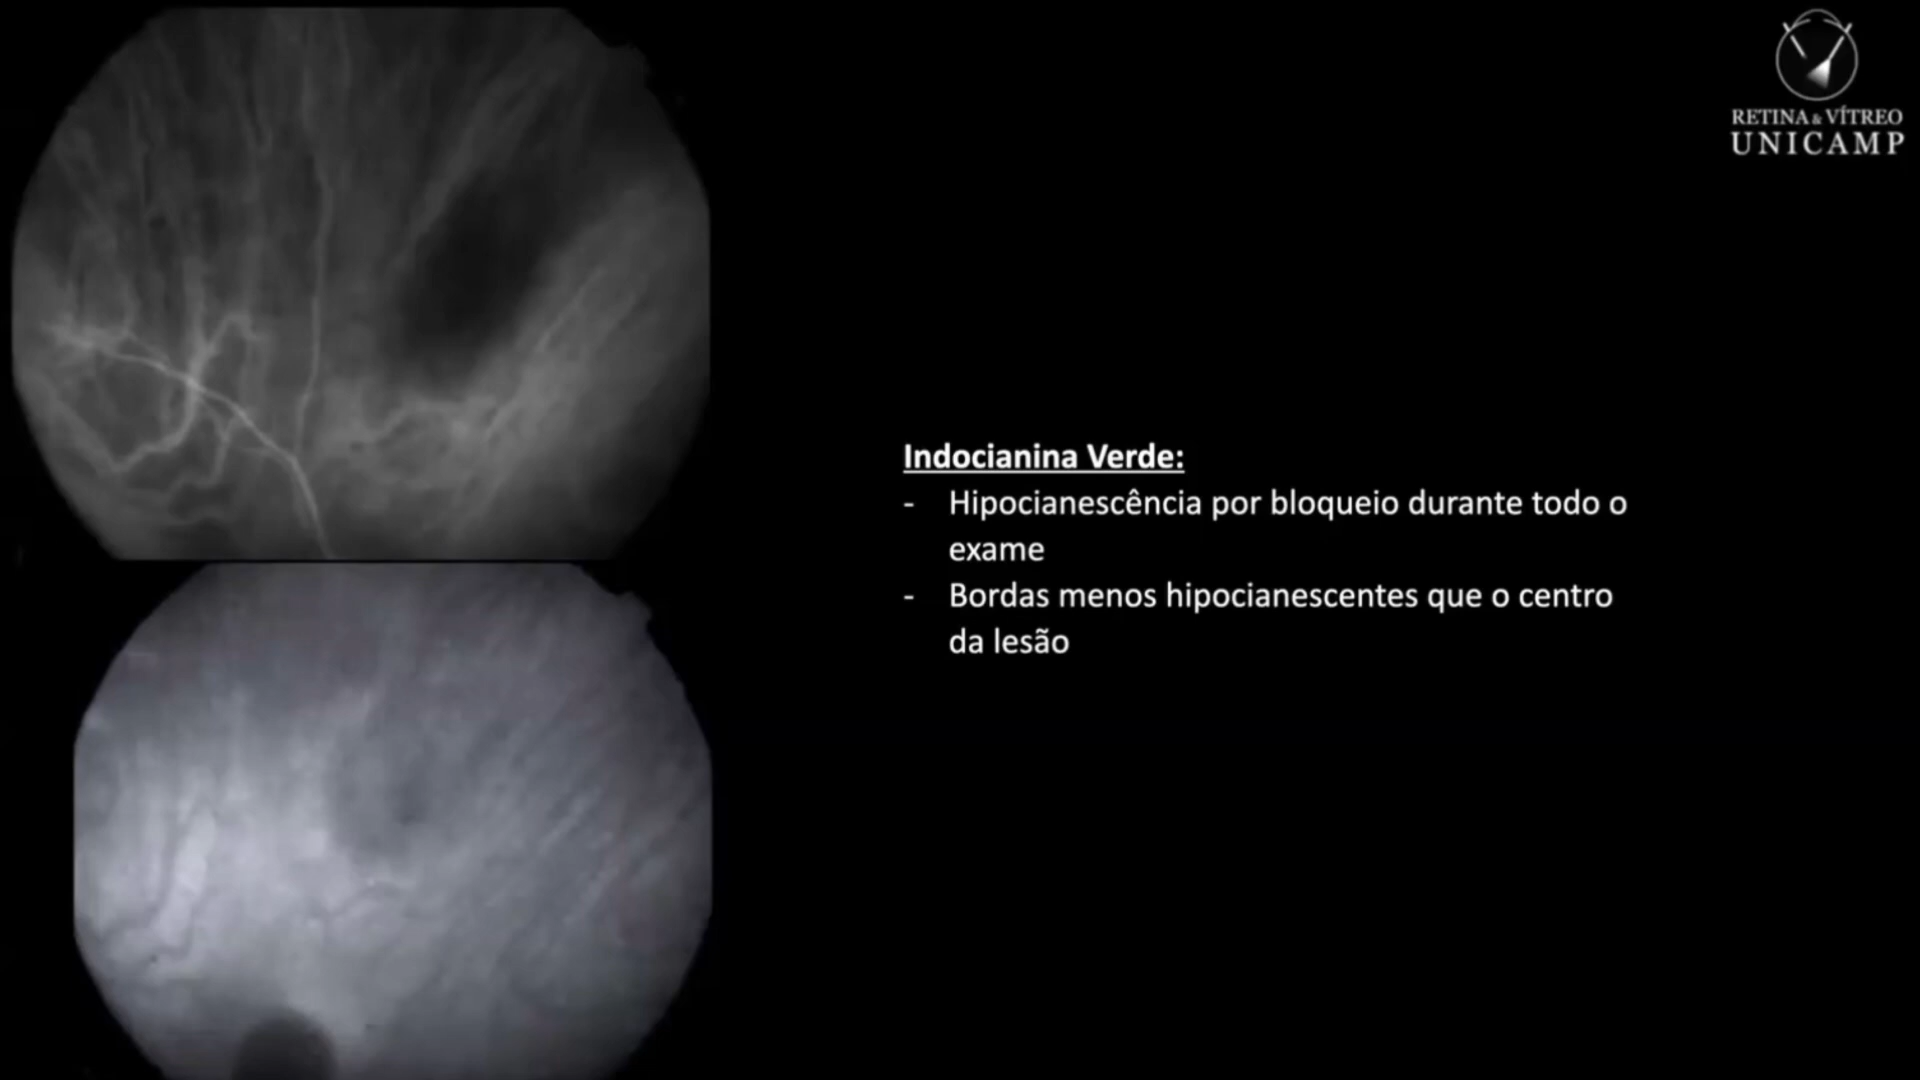 RETINA & VÍTREO
UNICAMP
Indocianina Verde:
- Hipocianescência por bloqueio durante todo o
exame
- Bordas menos hipocianescentes que o centro
da lesão